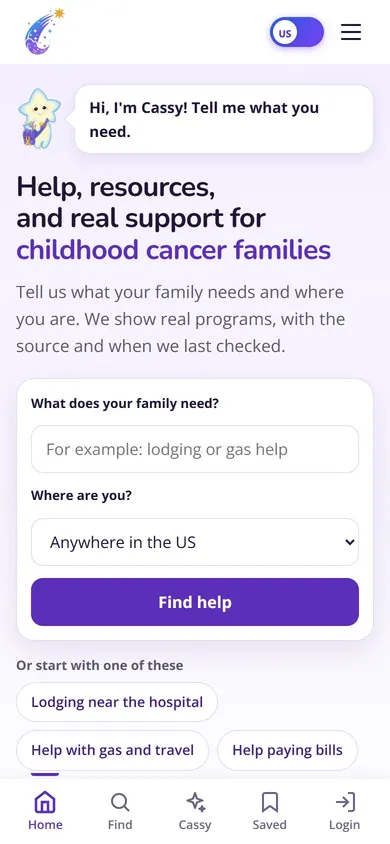 US
Hi, I'm Cassy! Tell me what you
need.
Help, resources,
and real support for
childhood cancer families
Tell us what your family needs and where
you are. We show real programs, with the
source and when we last checked.
What does your family need?
For example: lodging or gas help
Where are you?
Anywhere in the US
Find help
Or start with one of these
Lodging near the hospital
Help with gas and travel
Help paying bills
Home
Find
Cassy
Saved
Login